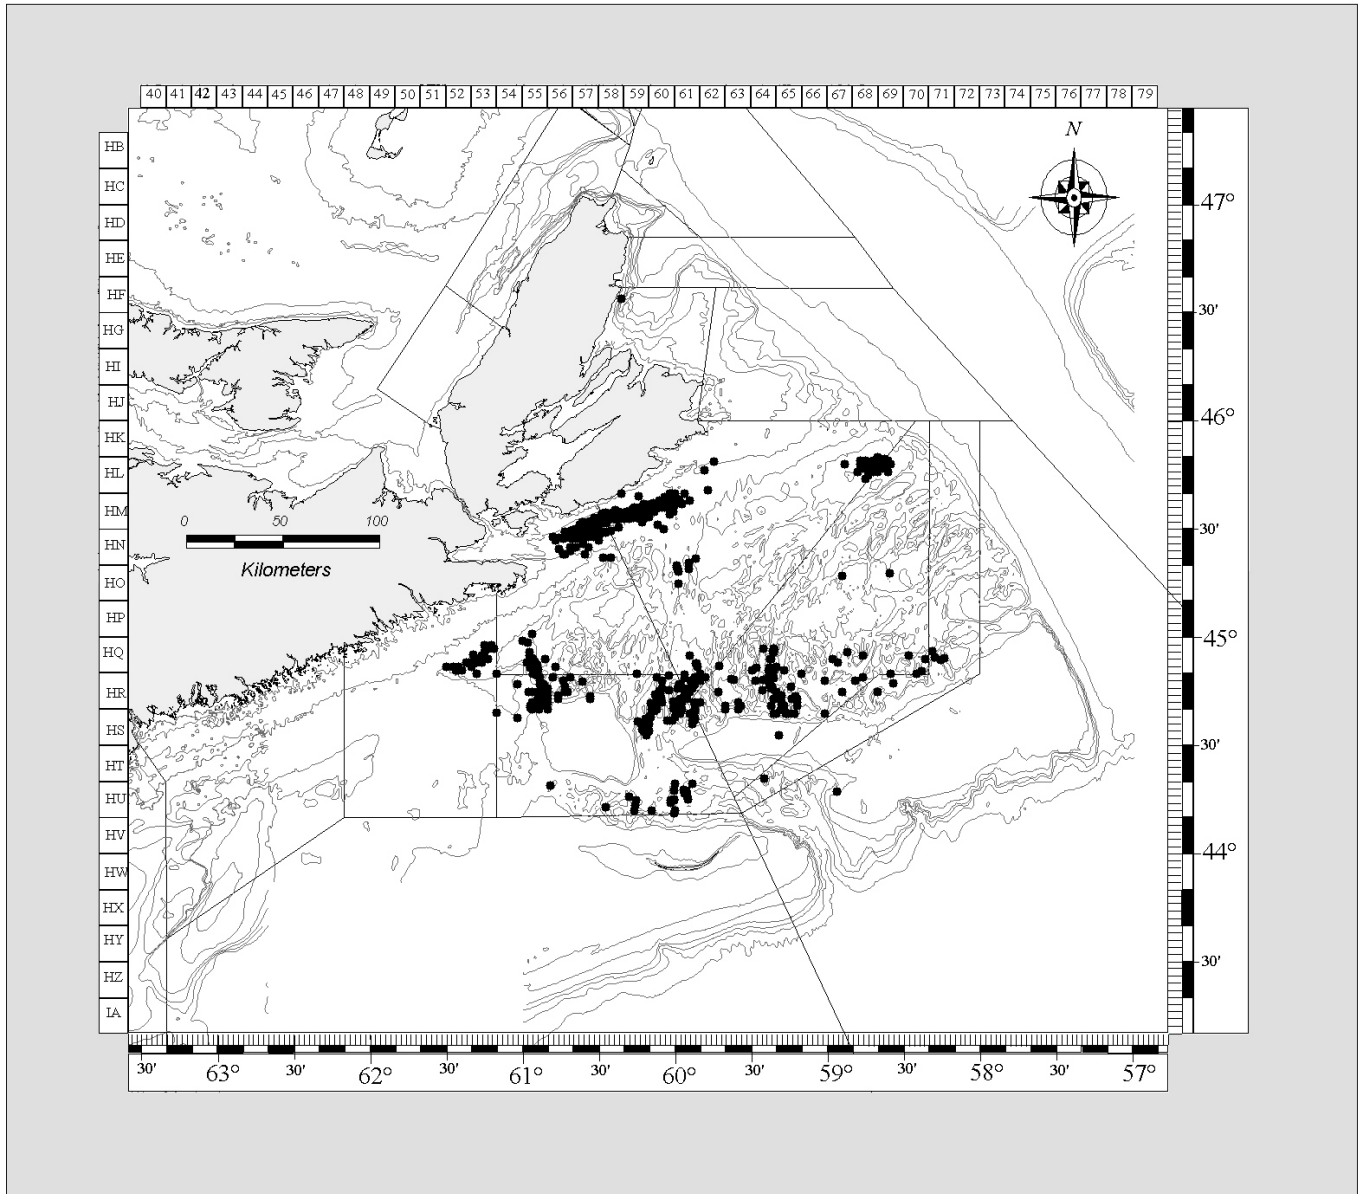 40 41 42 43 44 45 46 47 48 49 50 51 52 53 54 55 56 57 58 59 60 61 62 63 64 65 66 67 68 69 70 71 72 73 74 75 76 77 78 79
N
HB
HC
47°
HD
HE
HF
30'
HG
HI
HJ
46°
HK
HL
HM
0 50 100
30'
HN
Kilometers
HO
HP
45°
HQ
HR
HS
30'
HT
HU
HV
44°
HW
HX
HY
30'
HZ
IA
30' 63° 30' 62° 30' 61° 30' 60° 30' 59° 30' 58° 30' 57°